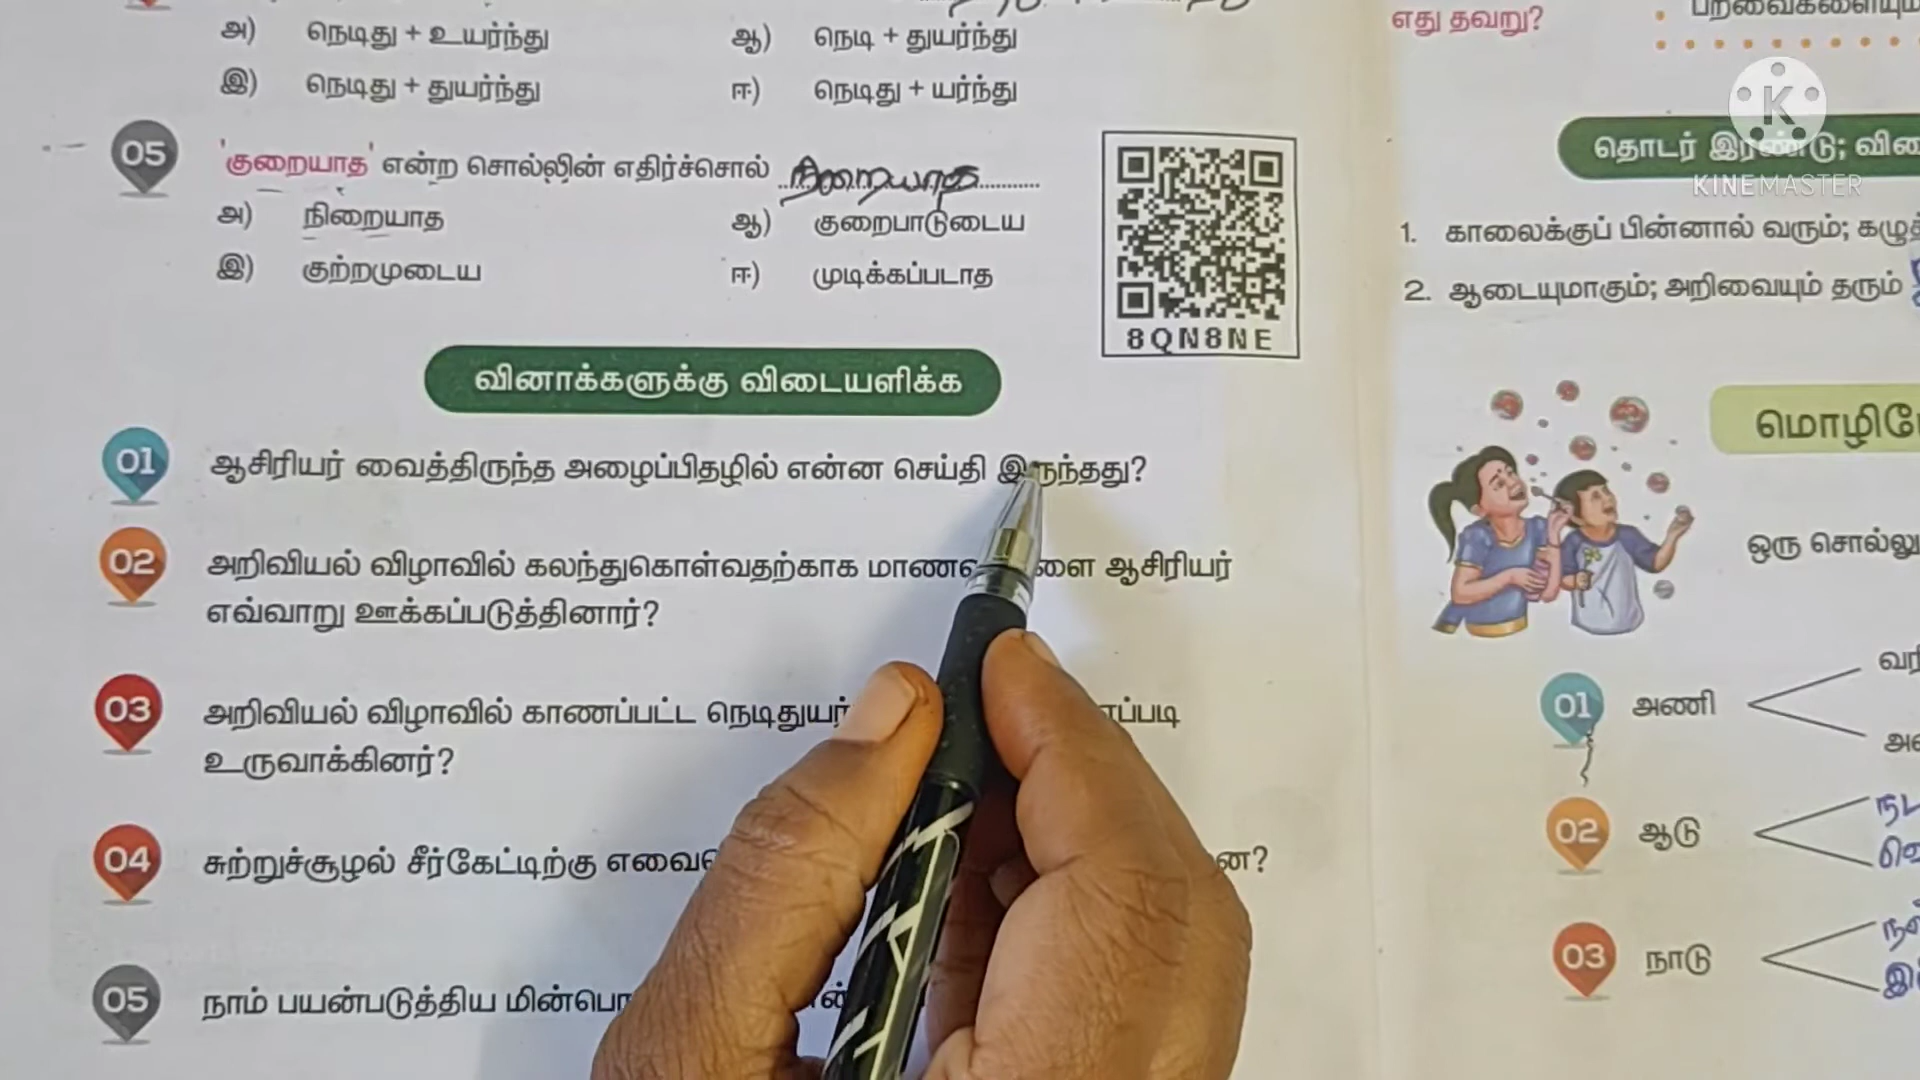 அ) நெடிது + உயர்ந்து ஆ) நெடி + துயர்ந்து
இ) நெடிது + துயர்ந்து ஈ) நெடிது + யர்ந்து
05 'குறையாத' என்ற சொல்லின் எதிர்ச்சொல் நிறையாத
அ) நிறையாத ஆ) குறைபாடுடைய
இ) குற்றமுடைய ஈ) முடிக்கப்படாத
8QN8NE
வினாக்களுக்கு விடையளிக்க
01 ஆசிரியர் வைத்திருந்த அழைப்பிதழில் என்ன செய்தி இருந்தது?
02 அறிவியல் விழாவில் கலந்துகொள்வதற்காக ஆசிரியர்
எவ்வாறு ஊக்கப்படுத்தினார்?
03 அறிவியல் விழாவில் காணப்பட்ட
உருவாக்கினர்?
04 சுற்றுச்சூழல் சீர்கேட்டிற்கு
05 நாம் பயன்படுத்திய
எது தவறு?
KINEMASTER
தொடர் இரண்டு;
1. காலைக்குப் பின்னால் வரும்;
2. ஆடையுமாகும்; அறிவையும் தரும்
ஒரு
01 அணி
02 ஆடு
03 நாடு